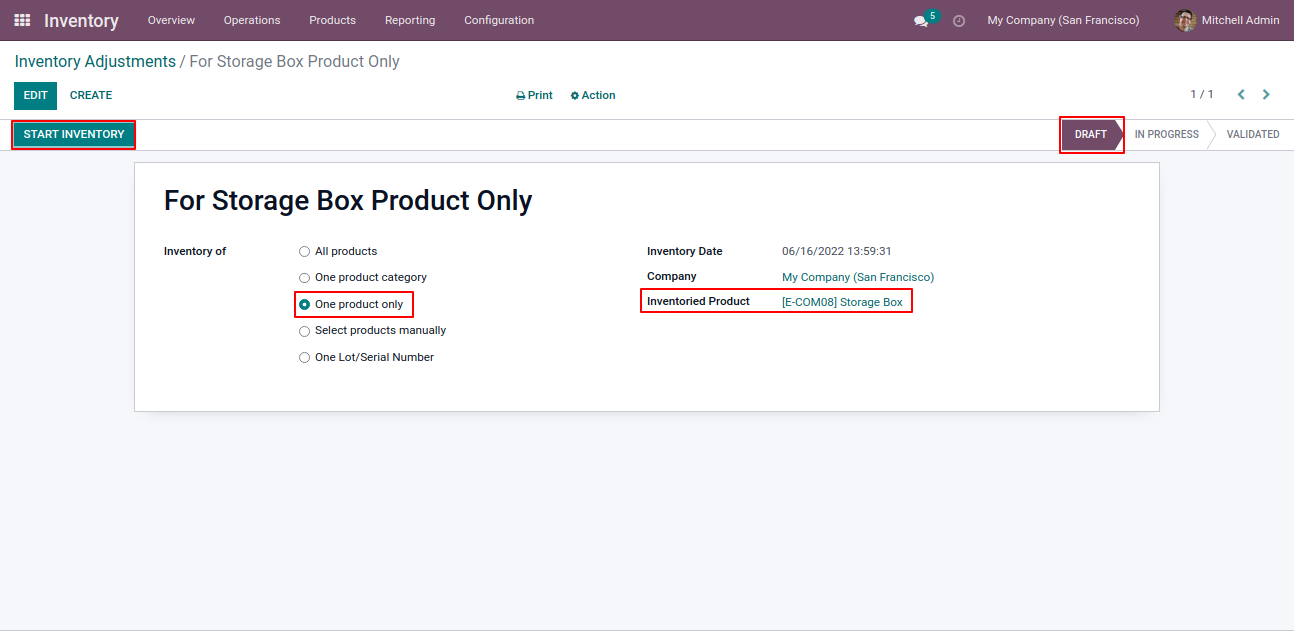 Inventory Overview Operations Products Reporting Configuration 5 My Company (San Francisco) Mitchell Admin
Inventory Adjustments / For Storage Box Product Only
EDIT CREATE Print Action 1 / 1
START INVENTORY DRAFT IN PROGRESS VALIDATED
For Storage Box Product Only
Inventory of All products Inventory Date 06/16/2022 13:59:31
One product category Company My Company (San Francisco)
One product only Inventoried Product [E-COM08] Storage Box
Select products manually
One Lot/Serial Number